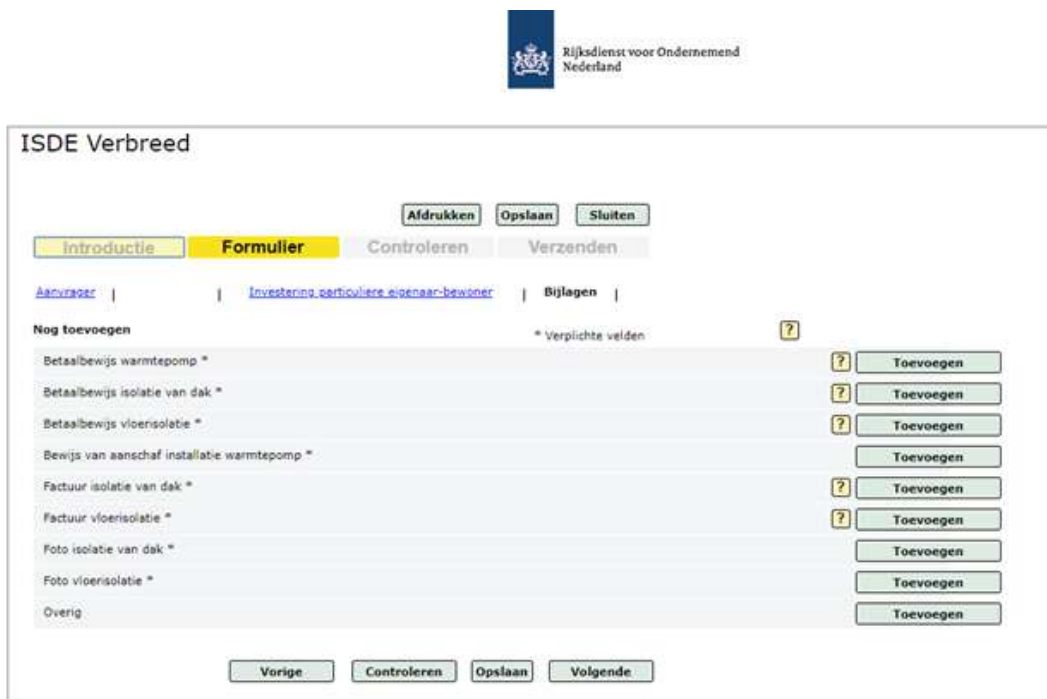 Rijksdienst voor Ondernemend
Nederland
ISDE Verbreed
Afdrukken Opslaan Sluiten
Introductie Formulier Controleren Verzenden
Aanvrager | | Investering particuliere eigenaar-bewoner | Bijlagen |
Nog toevoegen * Verplichte velden ?
Betaalbewijs warmtepomp * ? Toevoegen
Betaalbewijs isolatie van dak * ? Toevoegen
Betaalbewijs vloerisolatie * ? Toevoegen
Bewijs van aanschaf installatie warmtepomp * Toevoegen
Factuur isolatie van dak * ? Toevoegen
Factuur vloerisolatie * ? Toevoegen
Foto isolatie van dak * Toevoegen
Foto vloerisolatie * Toevoegen
Overig Toevoegen
Vorige Controleren Opslaan Volgende